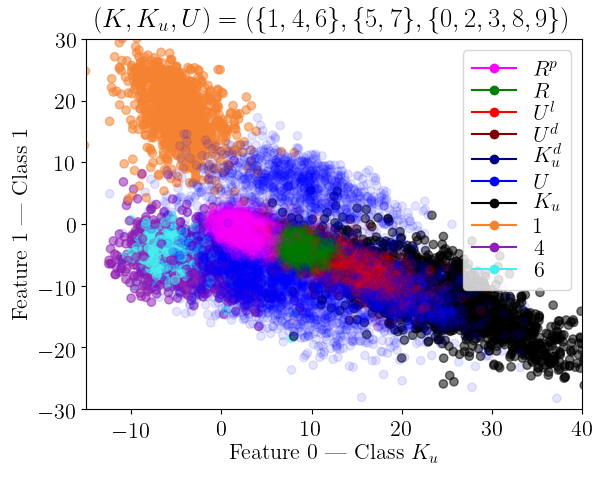 (K, K_u, U) = ({1, 4, 6}, {5, 7}, {0, 2, 3, 8, 9})
30
20
10
0
−10
−20
−30
Feature 1 — Class 1
R^p
R
U^l
U^d
K_u^d
U
K_u
1
4
6
−10
0
10
20
30
40
Feature 0 — Class K_u